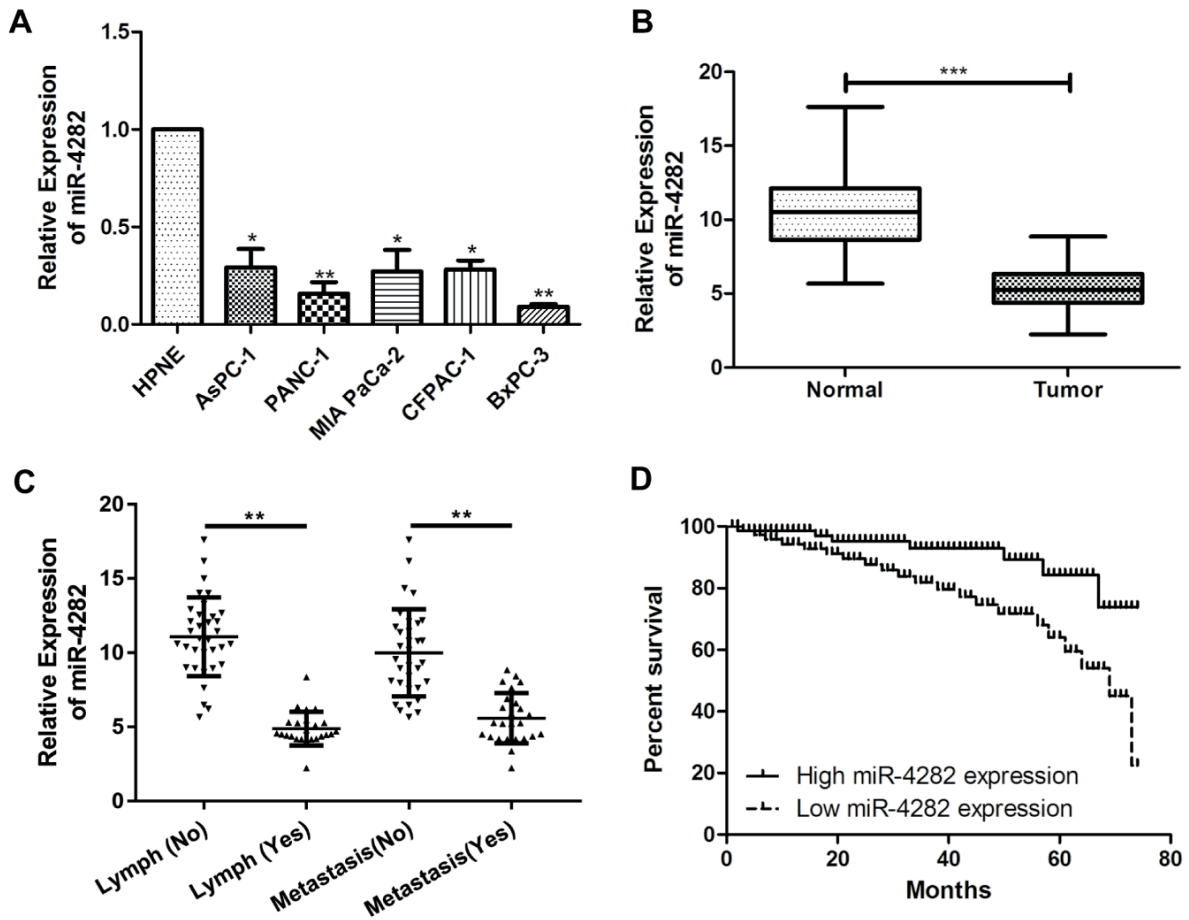 A
Relative Expression
of miR-4282
1.5
1.0
0.5
0.0
*
**
*
*
**
HPNE
AsPC-1
PANC-1
MIA PaCa-2
CFPAC-1
BxPC-3
B
Relative Expression
of miR-4282
20
15
10
5
0
***
Normal
Tumor
C
Relative Expression
of miR-4282
20
15
10
5
0
**
**
Lymph (No)
Lymph (Yes)
Metastasis(No)
Metastasis(Yes)
D
Percent survival
100
80
60
40
20
0
High miR-4282 expression
Low miR-4282 expression
0
20
40
60
80
Months